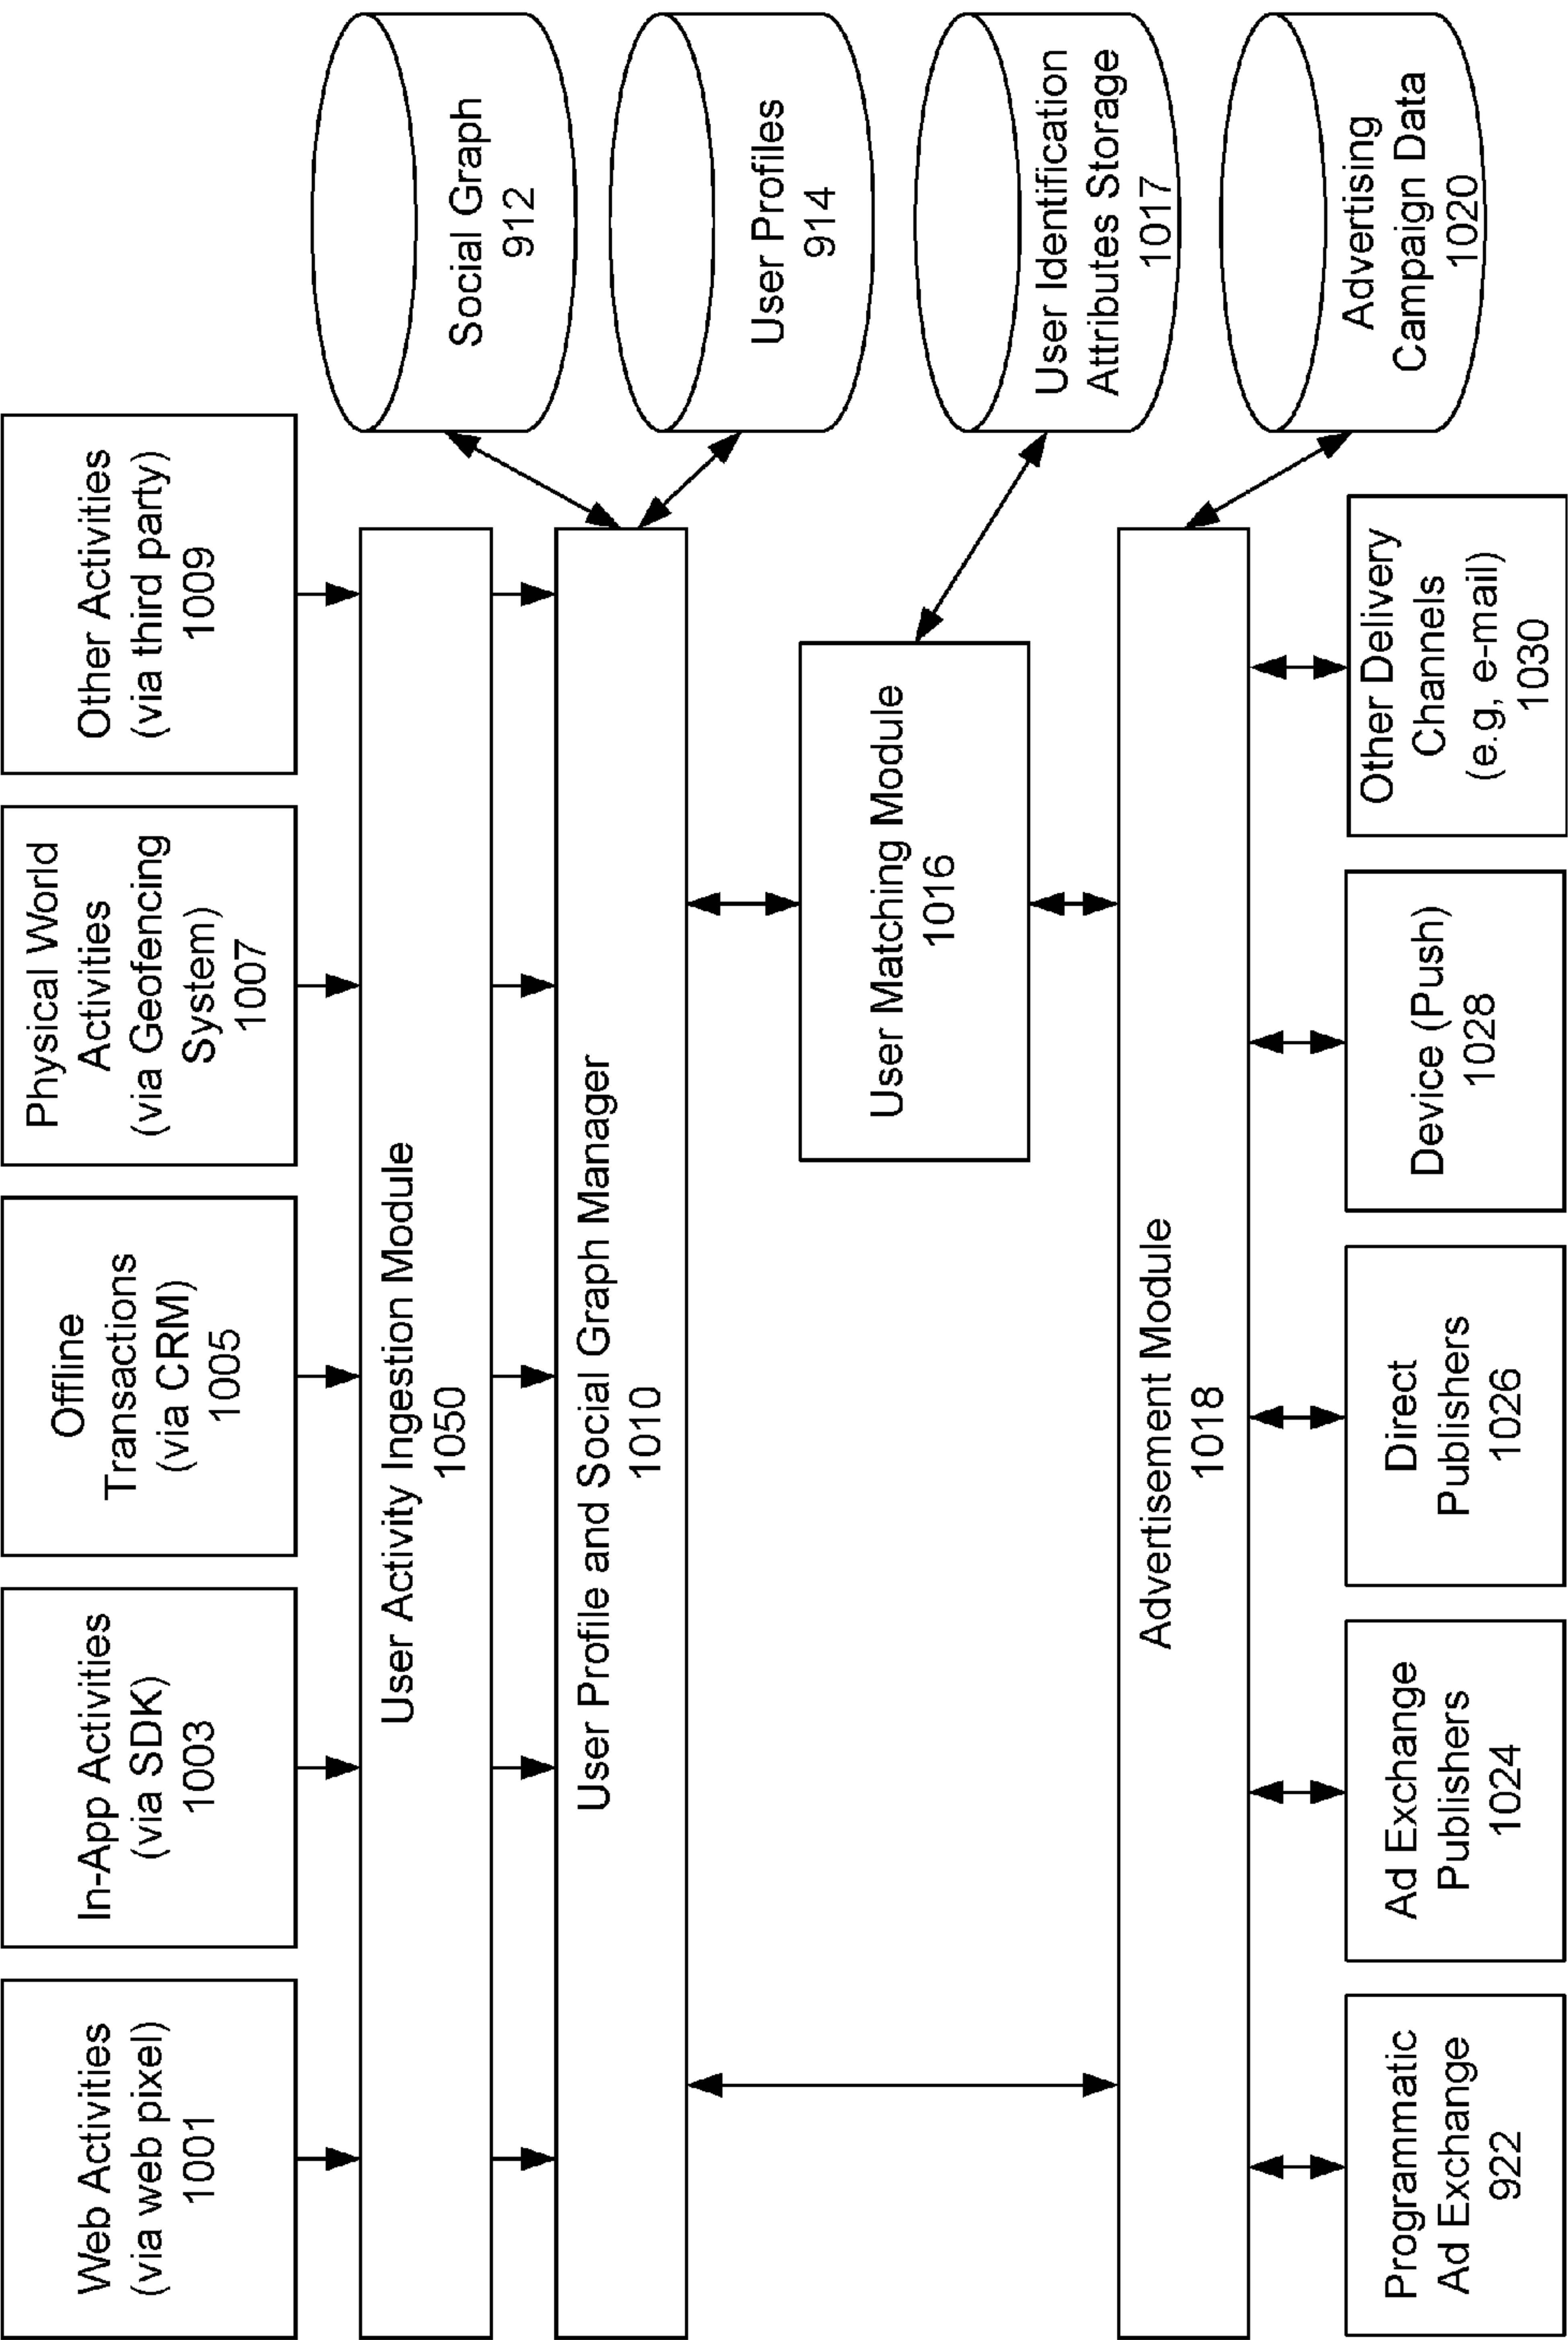 Web Activities
(via web pixel)
1001
In-App Activities
(via SDK)
1003
Offline
Transactions
(via CRM)
1005
Physical World
Activities
(via Geofencing
System)
1007
Other Activities
(via third party)
1009
User Activity Ingestion Module
1050
User Profile and Social Graph Manager
1010
Social Graph
912
User Profiles
914
User Matching Module
1016
User Identification
Attributes Storage
1017
Advertisement Module
1018
Advertising
Campaign Data
1020
Programmatic
Ad Exchange
922
Ad Exchange
Publishers
1024
Direct
Publishers
1026
Device (Push)
1028
Other Delivery
Channels
(e.g, e-mail)
1030